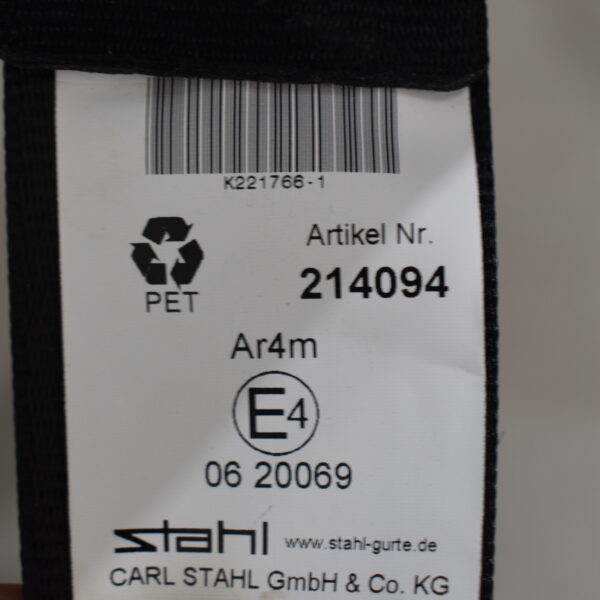 K221766-1
Artikel Nr.
PET
214094
Ar4m
E4
06 20069
stahl www.stahl-gurte.de
CARL STAHL GmbH & Co. KG